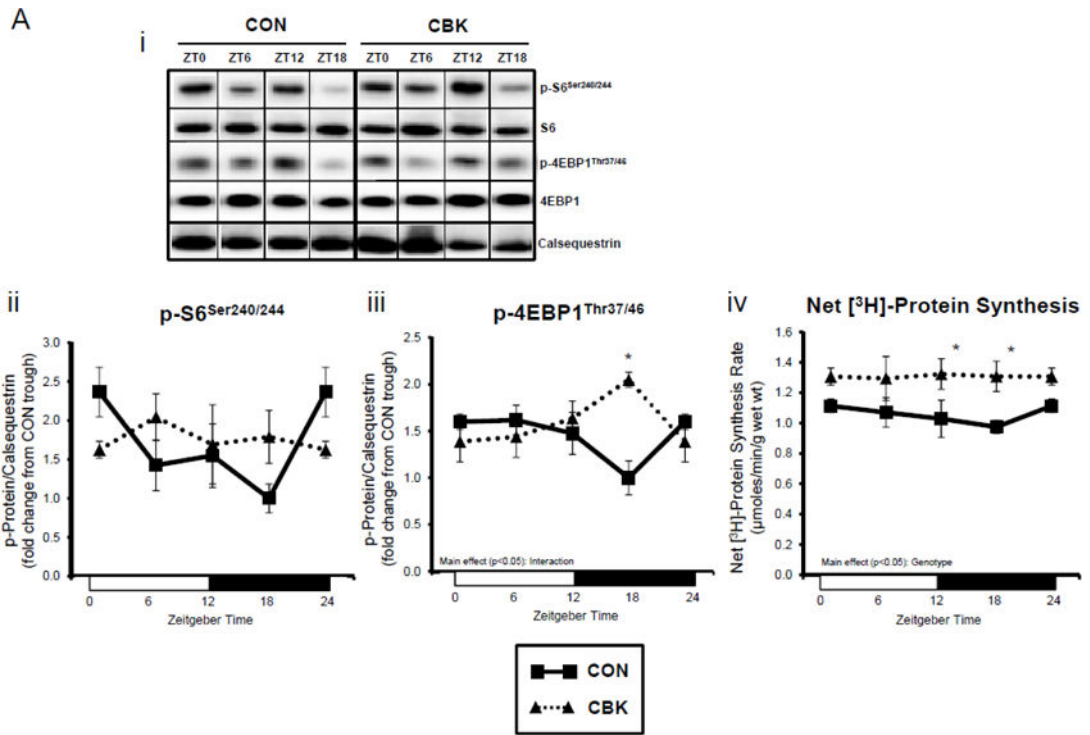 A
i
CON CBK
ZT0 ZT6 ZT12 ZT18 ZT0 ZT6 ZT12 ZT18
p-S6Ser240/244
S6
p-4EBP1Thr37/46
4EBP1
Calsequestrin
ii
p-S6Ser240/244
p-Protein/Calsequestrin
(fold change from CON trough)
3.0
2.5
2.0
1.5
1.0
0.5
0.0
0 6 12 18 24
Zeitgeber Time
iii
p-4EBP1Thr37/46
p-Protein/Calsequestrin
(fold change from CON trough)
2.5
2.0
1.5
1.0
0.5
0.0
*
Main effect (p<0.05): Interaction
0 6 12 18 24
Zeitgeber Time
iv
Net [³H]-Protein Synthesis
Net [³H]-Protein Synthesis Rate
(μmoles/min/g wet wt)
1.6
1.4
1.2
1.0
0.8
0.6
0.4
0.2
0.0
* *
Main effect (p<0.05): Genotype
0 6 12 18 24
Zeitgeber Time
CON
CBK